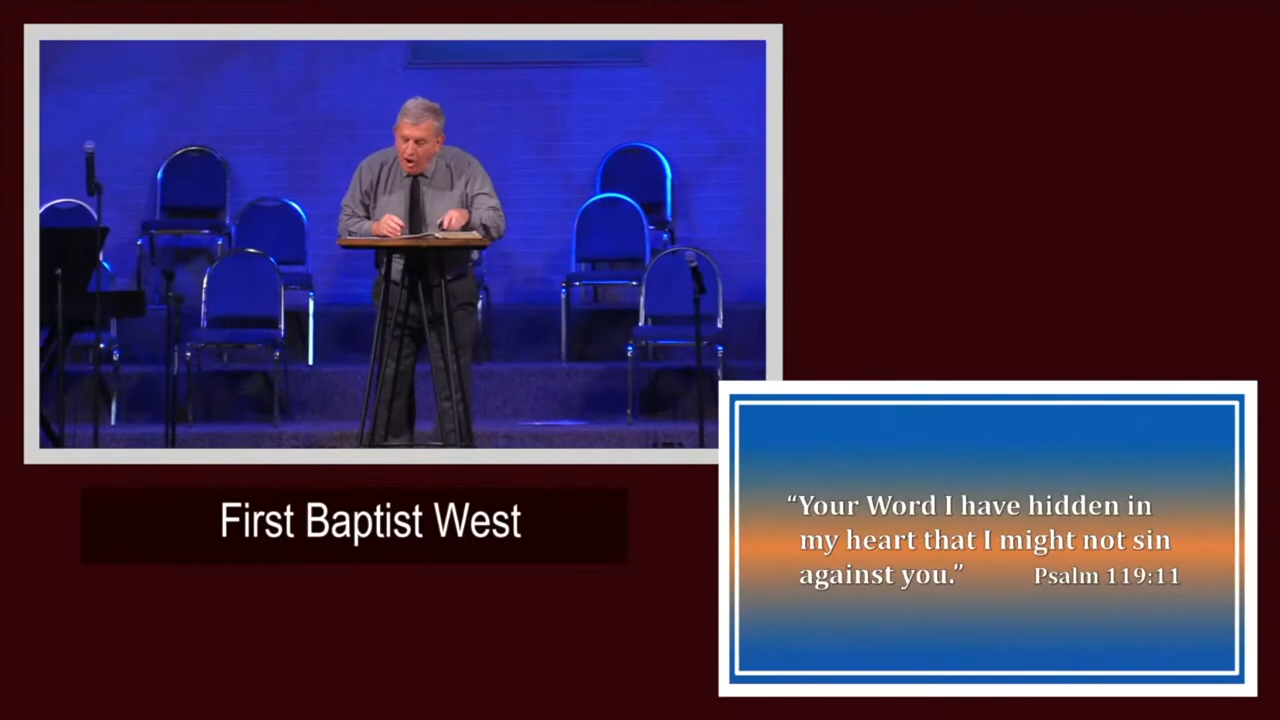 First Baptist West
“Your Word I have hidden in
my heart that I might not sin
against you.” Psalm 119:11